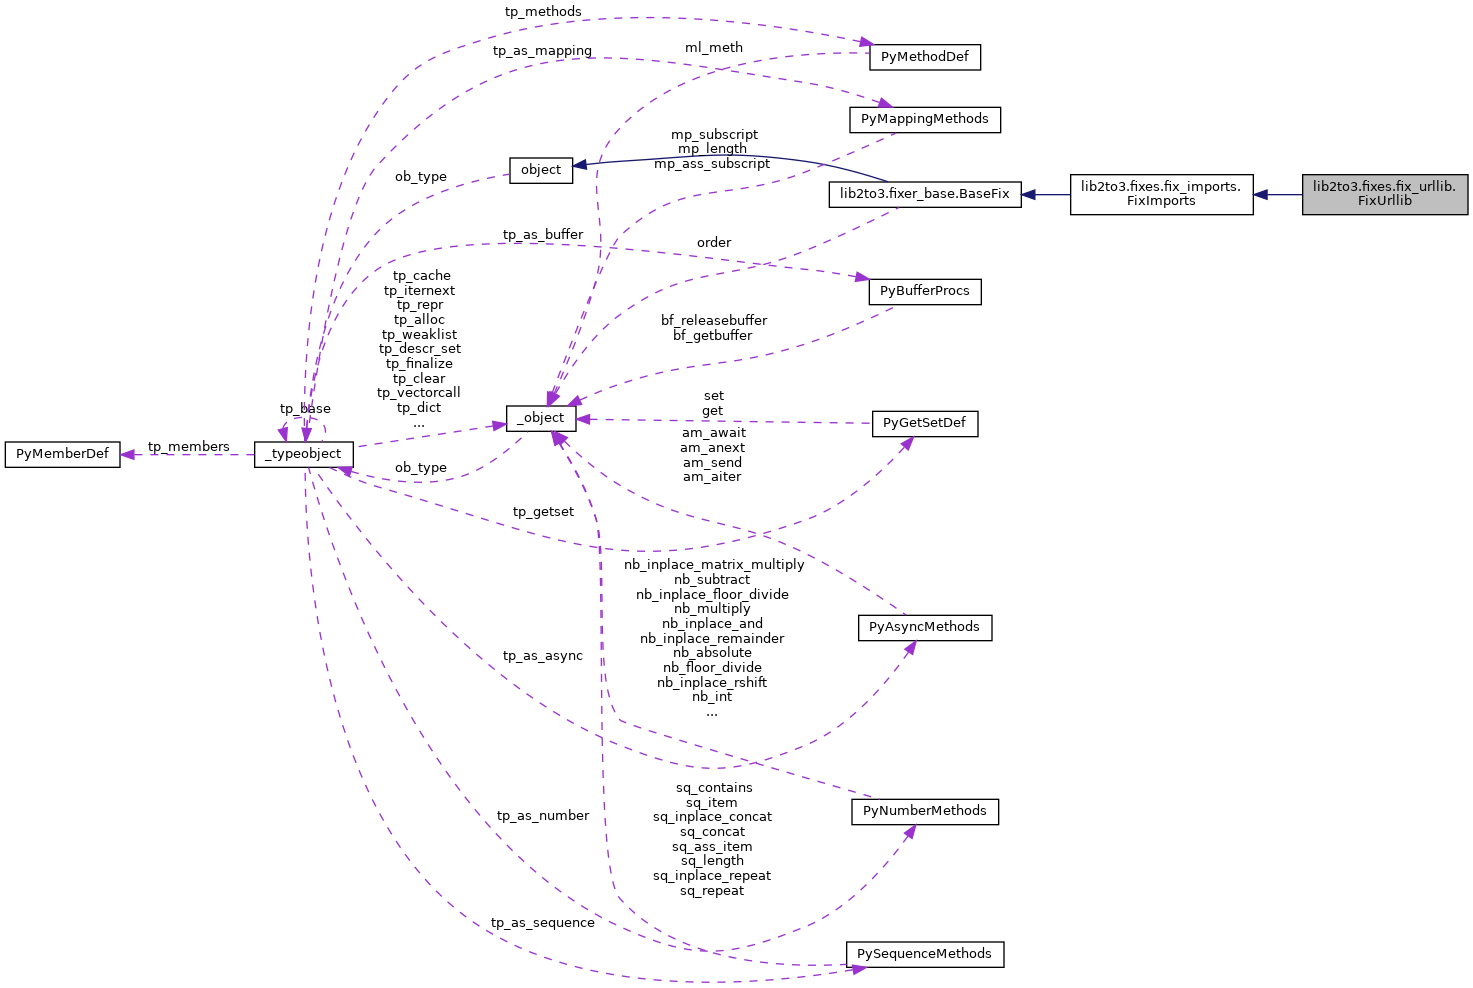 tp_methods
tp_as_mapping
ml_meth
PyMethodDef
PyMappingMethods
mp_subscript
mp_length
mp_ass_subscript
object
ob_type
lib2to3.fixer_base.BaseFix
lib2to3.fixes.fix_imports.
FixImports
lib2to3.fixes.fix_urllib.
FixUrllib
tp_as_buffer
order
PyBufferProcs
tp_cache
tp_iternext
tp_repr
tp_alloc
tp_weaklist
tp_descr_set
tp_finalize
tp_clear
tp_vectorcall
tp_dict
...
bf_releasebuffer
bf_getbuffer
tp_base
_object
set
get
PyGetSetDef
PyMemberDef
tp_members
_typeobject
ob_type
am_await
am_anext
am_send
am_aiter
tp_getset
nb_inplace_matrix_multiply
nb_subtract
nb_inplace_floor_divide
nb_multiply
nb_inplace_and
nb_inplace_remainder
nb_absolute
nb_floor_divide
nb_inplace_rshift
nb_int
...
PyAsyncMethods
tp_as_async
PyNumberMethods
tp_as_number
sq_contains
sq_item
sq_inplace_concat
sq_concat
sq_ass_item
sq_length
sq_inplace_repeat
sq_repeat
tp_as_sequence
PySequenceMethods